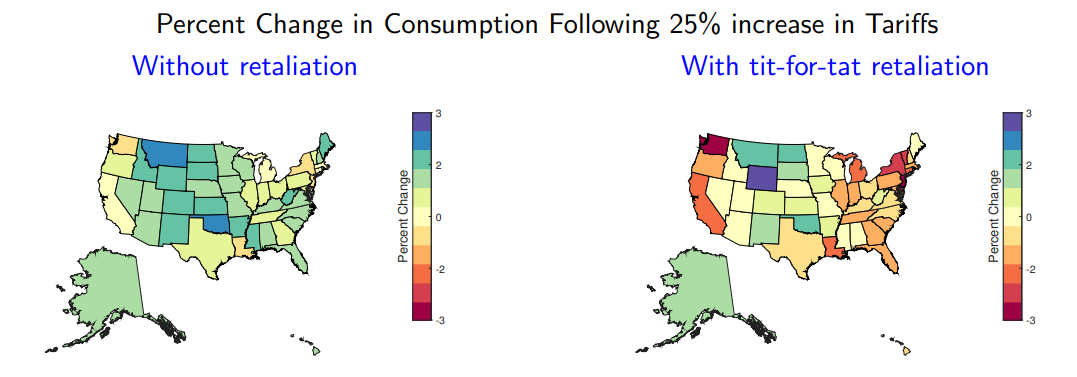 Percent Change in Consumption Following 25% increase in Tariffs
Without retaliation
With tit-for-tat retaliation
3
2
0
-2
-3
Percent Change
3
2
0
-2
-3
Percent Change